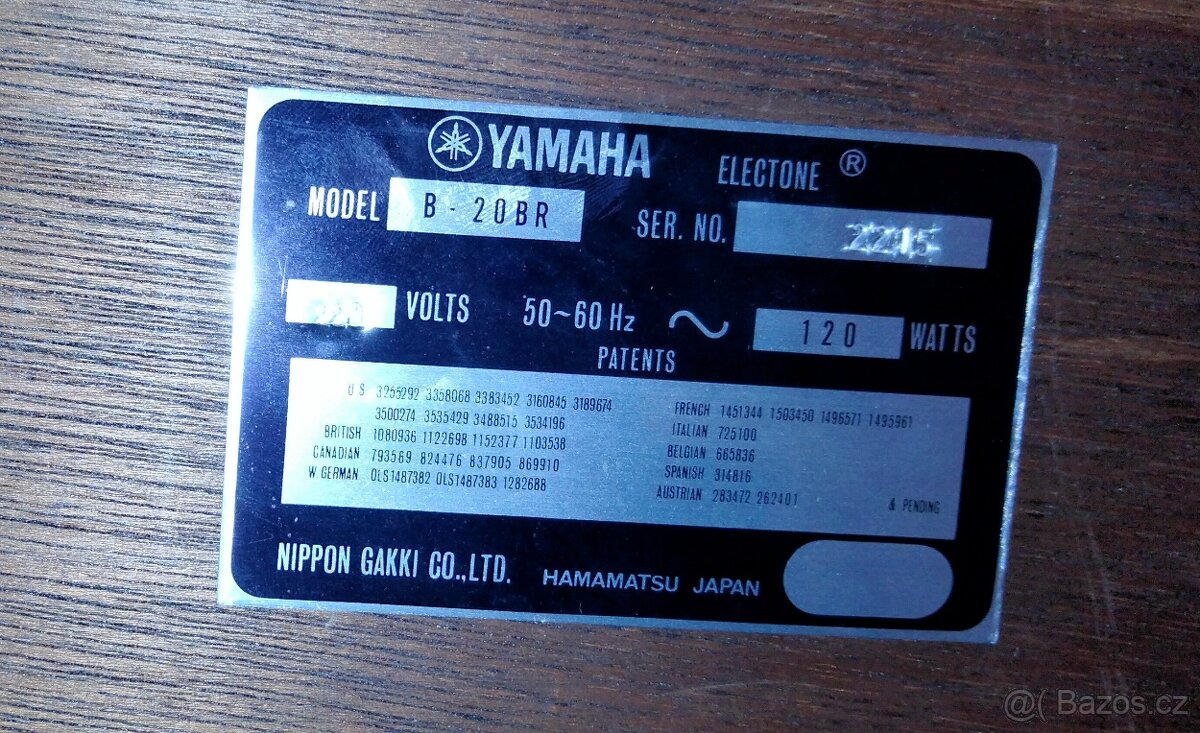 YAMAHA ELECTONE ®
MODEL B - 20BR SER. NO.
VOLTS 50~60 Hz ~ 120 WATTS
PATENTS
U S 3255292 3358068 3383452 3160845 3189674
3500274 3535429 3488515 3534196
BRITISH 1080936 1122698 1152377 1103538
CANADIAN 793569 824476 837905 869910
W. GERMAN OLS1487382 OLS1487383 1282688
FRENCH 1451344 1503450 1496571 1495961
ITALIAN 725100
BELGIAN 665836
SPANISH 314816
AUSTRIAN 283472 262401
& PENDING
NIPPON GAKKI CO.,LTD. HAMAMATSU JAPAN
@( Bazos.cz